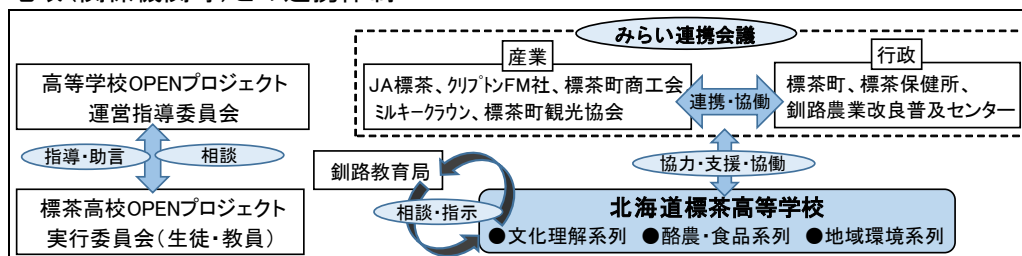 みらい連携会議
産業
JA標茶、クリプトンFM社、標茶町商工会
ミルキークラウン、標茶町観光協会
連携・協働
行政
標茶町、標茶保健所、
釧路農業改良普及センター
高等学校OPENプロジェクト
運営指導委員会
指導・助言
相談
標茶高校OPENプロジェクト
実行委員会(生徒・教員)
釧路教育局
相談・指示
協力・支援・協働
北海道標茶高等学校
●文化理解系列 ●酪農・食品系列 ●地域環境系列